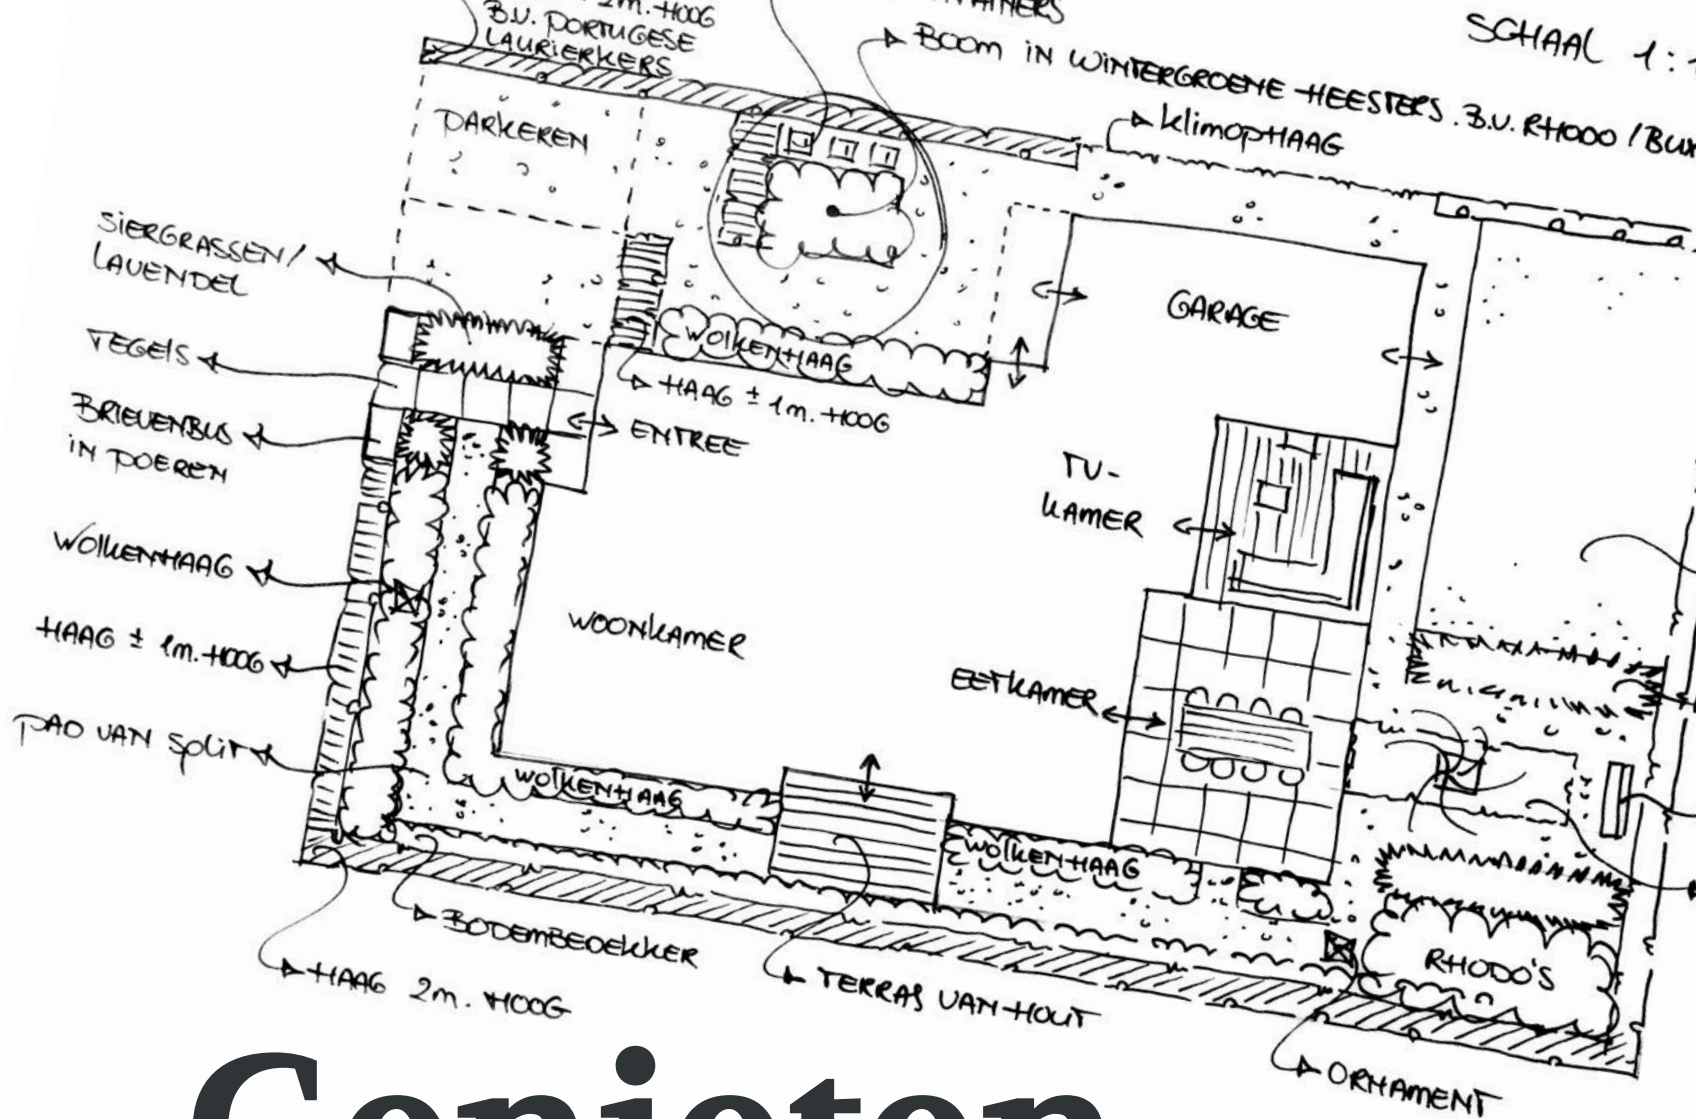 HOOG
B.V. PORTUGESE
LAURIERKERS
BOOM IN WINTERGROENE HEESTERS. B.V. RHODO /
SCHAAL 1:
KlimopHAAG
PARKEREN
SIERGRASSEN/
LAVENDEL
GARAGE
WOLKENHAAG
TEGELS
HAAG ± 1m. HOOG
BRIEVENBUS
IN POEREN
ENTREE
TV-
KAMER
WOLKENHAAG
HAAG ± 1m. HOOG
WOONKAMER
EETKAMER
PAD VAN SPLIT
WOLKENHAAG
WOLKENHAAG
BODEMBEDEKKER
RHODO'S
HAAG 2m. HOOG
TERRAS VAN HOUT
ORNAMENT
Genieten